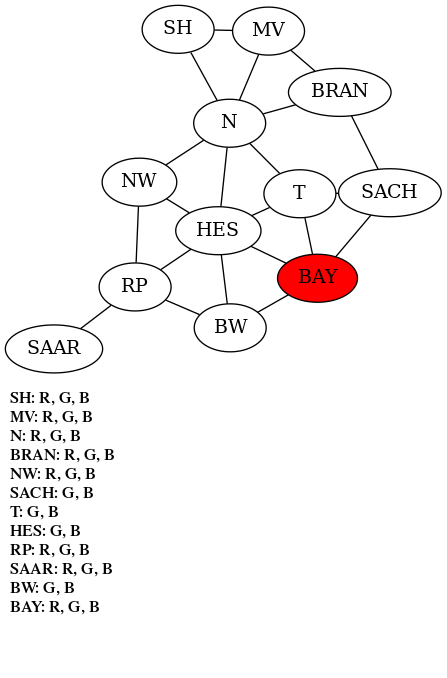 SH
MV
BRAN
N
NW
T
SACH
HES
BAY
RP
BW
SAAR
SH: R, G, B
MV: R, G, B
N: R, G, B
BRAN: R, G, B
NW: R, G, B
SACH: G, B
T: G, B
HES: G, B
RP: R, G, B
SAAR: R, G, B
BW: G, B
BAY: R, G, B